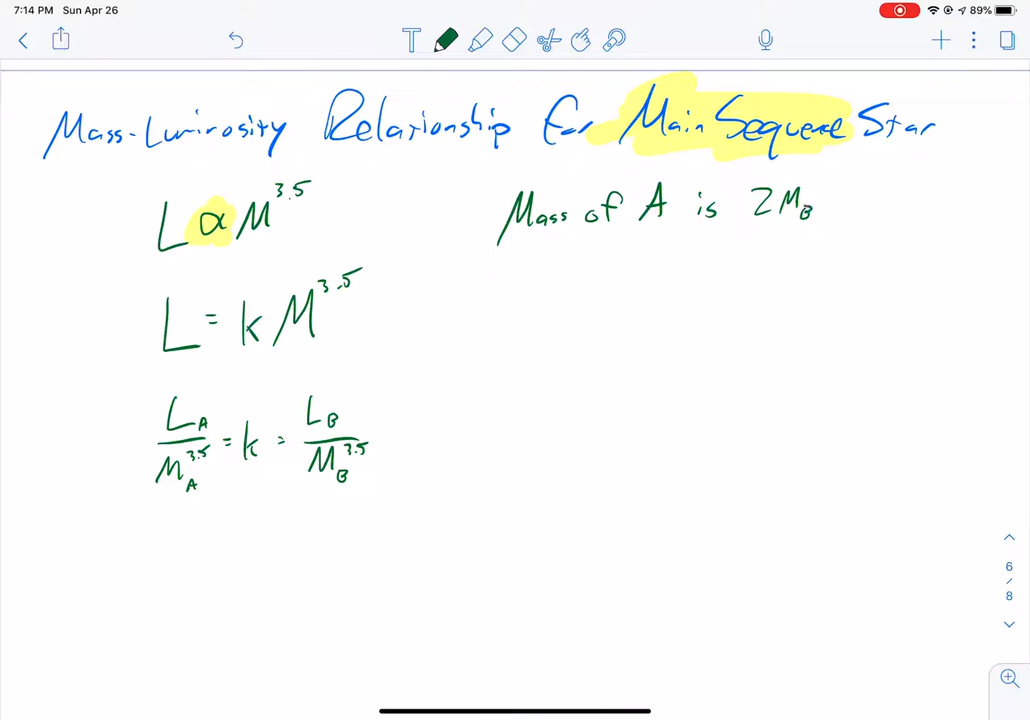 7:14 PM Sun Apr 26
89%
T
Mass-Luminosity Relationship for Main Sequence Star
L ∝ M^3.5
Mass of A is 2M_B
L = k M^3.5
L_A / M_A^3.5 = k = L_B / M_B^3.5
6
/
8